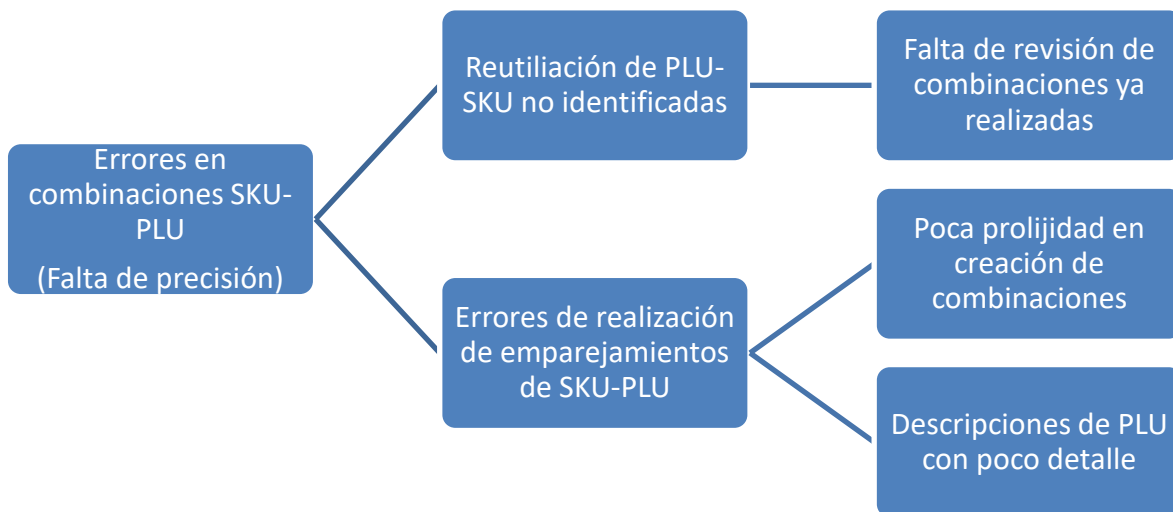 Errores en
combinaciones SKU-
PLU
(Falta de precisión)
Reutiliación de PLU-
SKU no identificadas
Falta de revisión de
combinaciones ya
realizadas
Errores de realización
de emparejamientos
de SKU-PLU
Poca prolijidad en
creación de
combinaciones
Descripciones de PLU
con poco detalle